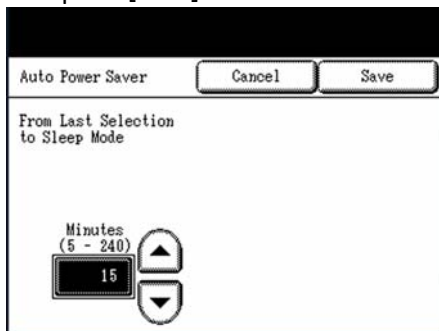 Auto Power Saver
Cancel
Save
From Last Selection
to Sleep Mode
Minutes
(5 - 240)
15